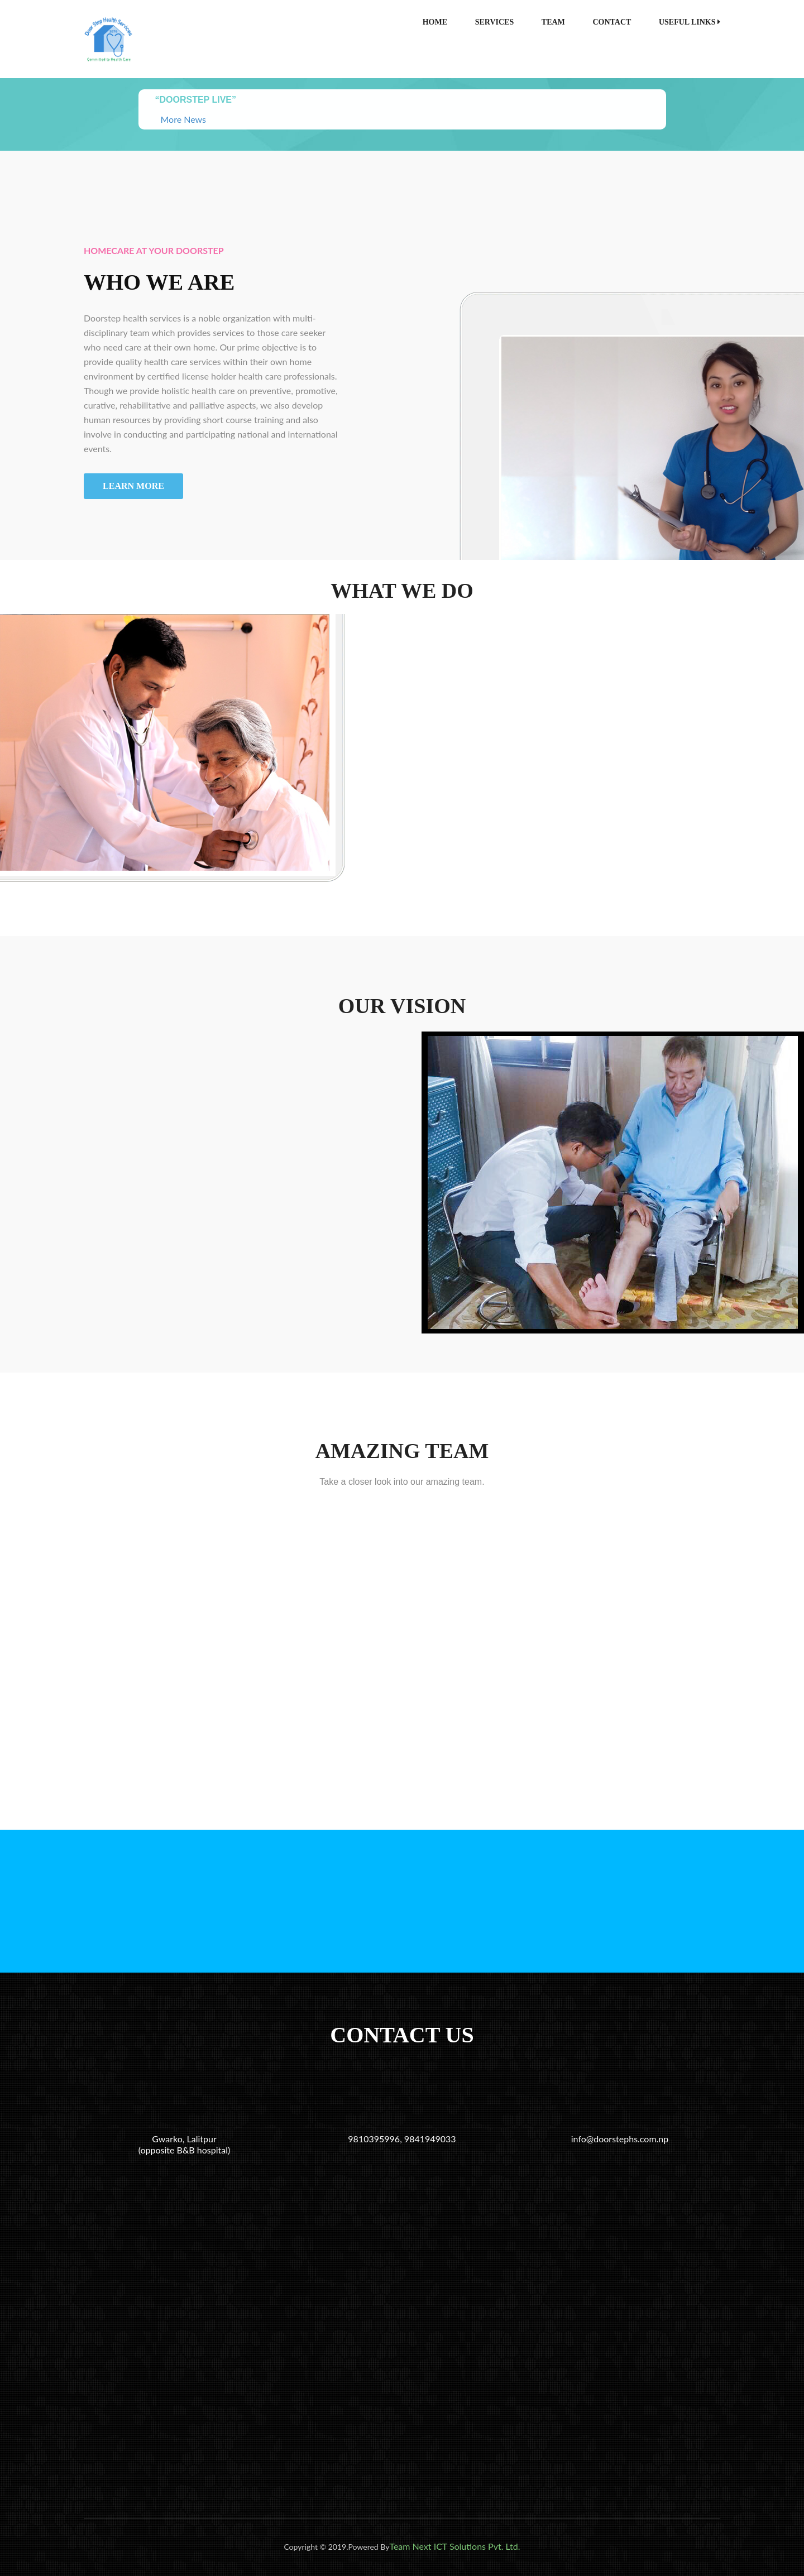 Door Step Health Services
Committed to Health Care
HOME
SERVICES
TEAM
CONTACT
USEFUL LINKS
“DOORSTEP LIVE”
More News
HOMECARE AT YOUR DOORSTEP
WHO WE ARE
Doorstep health services is a noble organization with multi-
disciplinary team which provides services to those care seeker
who need care at their own home. Our prime objective is to
provide quality health care services within their own home
environment by certified license holder health care professionals.
Though we provide holistic health care on preventive, promotive,
curative, rehabilitative and palliative aspects, we also develop
human resources by providing short course training and also
involve in conducting and participating national and international
events.
LEARN MORE
WHAT WE DO
OUR VISION
AMAZING TEAM
Take a closer look into our amazing team.
CONTACT US
Gwarko, Lalitpur
(opposite B&B hospital)
9810395996, 9841949033
info@doorstephs.com.np
Copyright © 2019.Powered ByTeam Next ICT Solutions Pvt. Ltd.